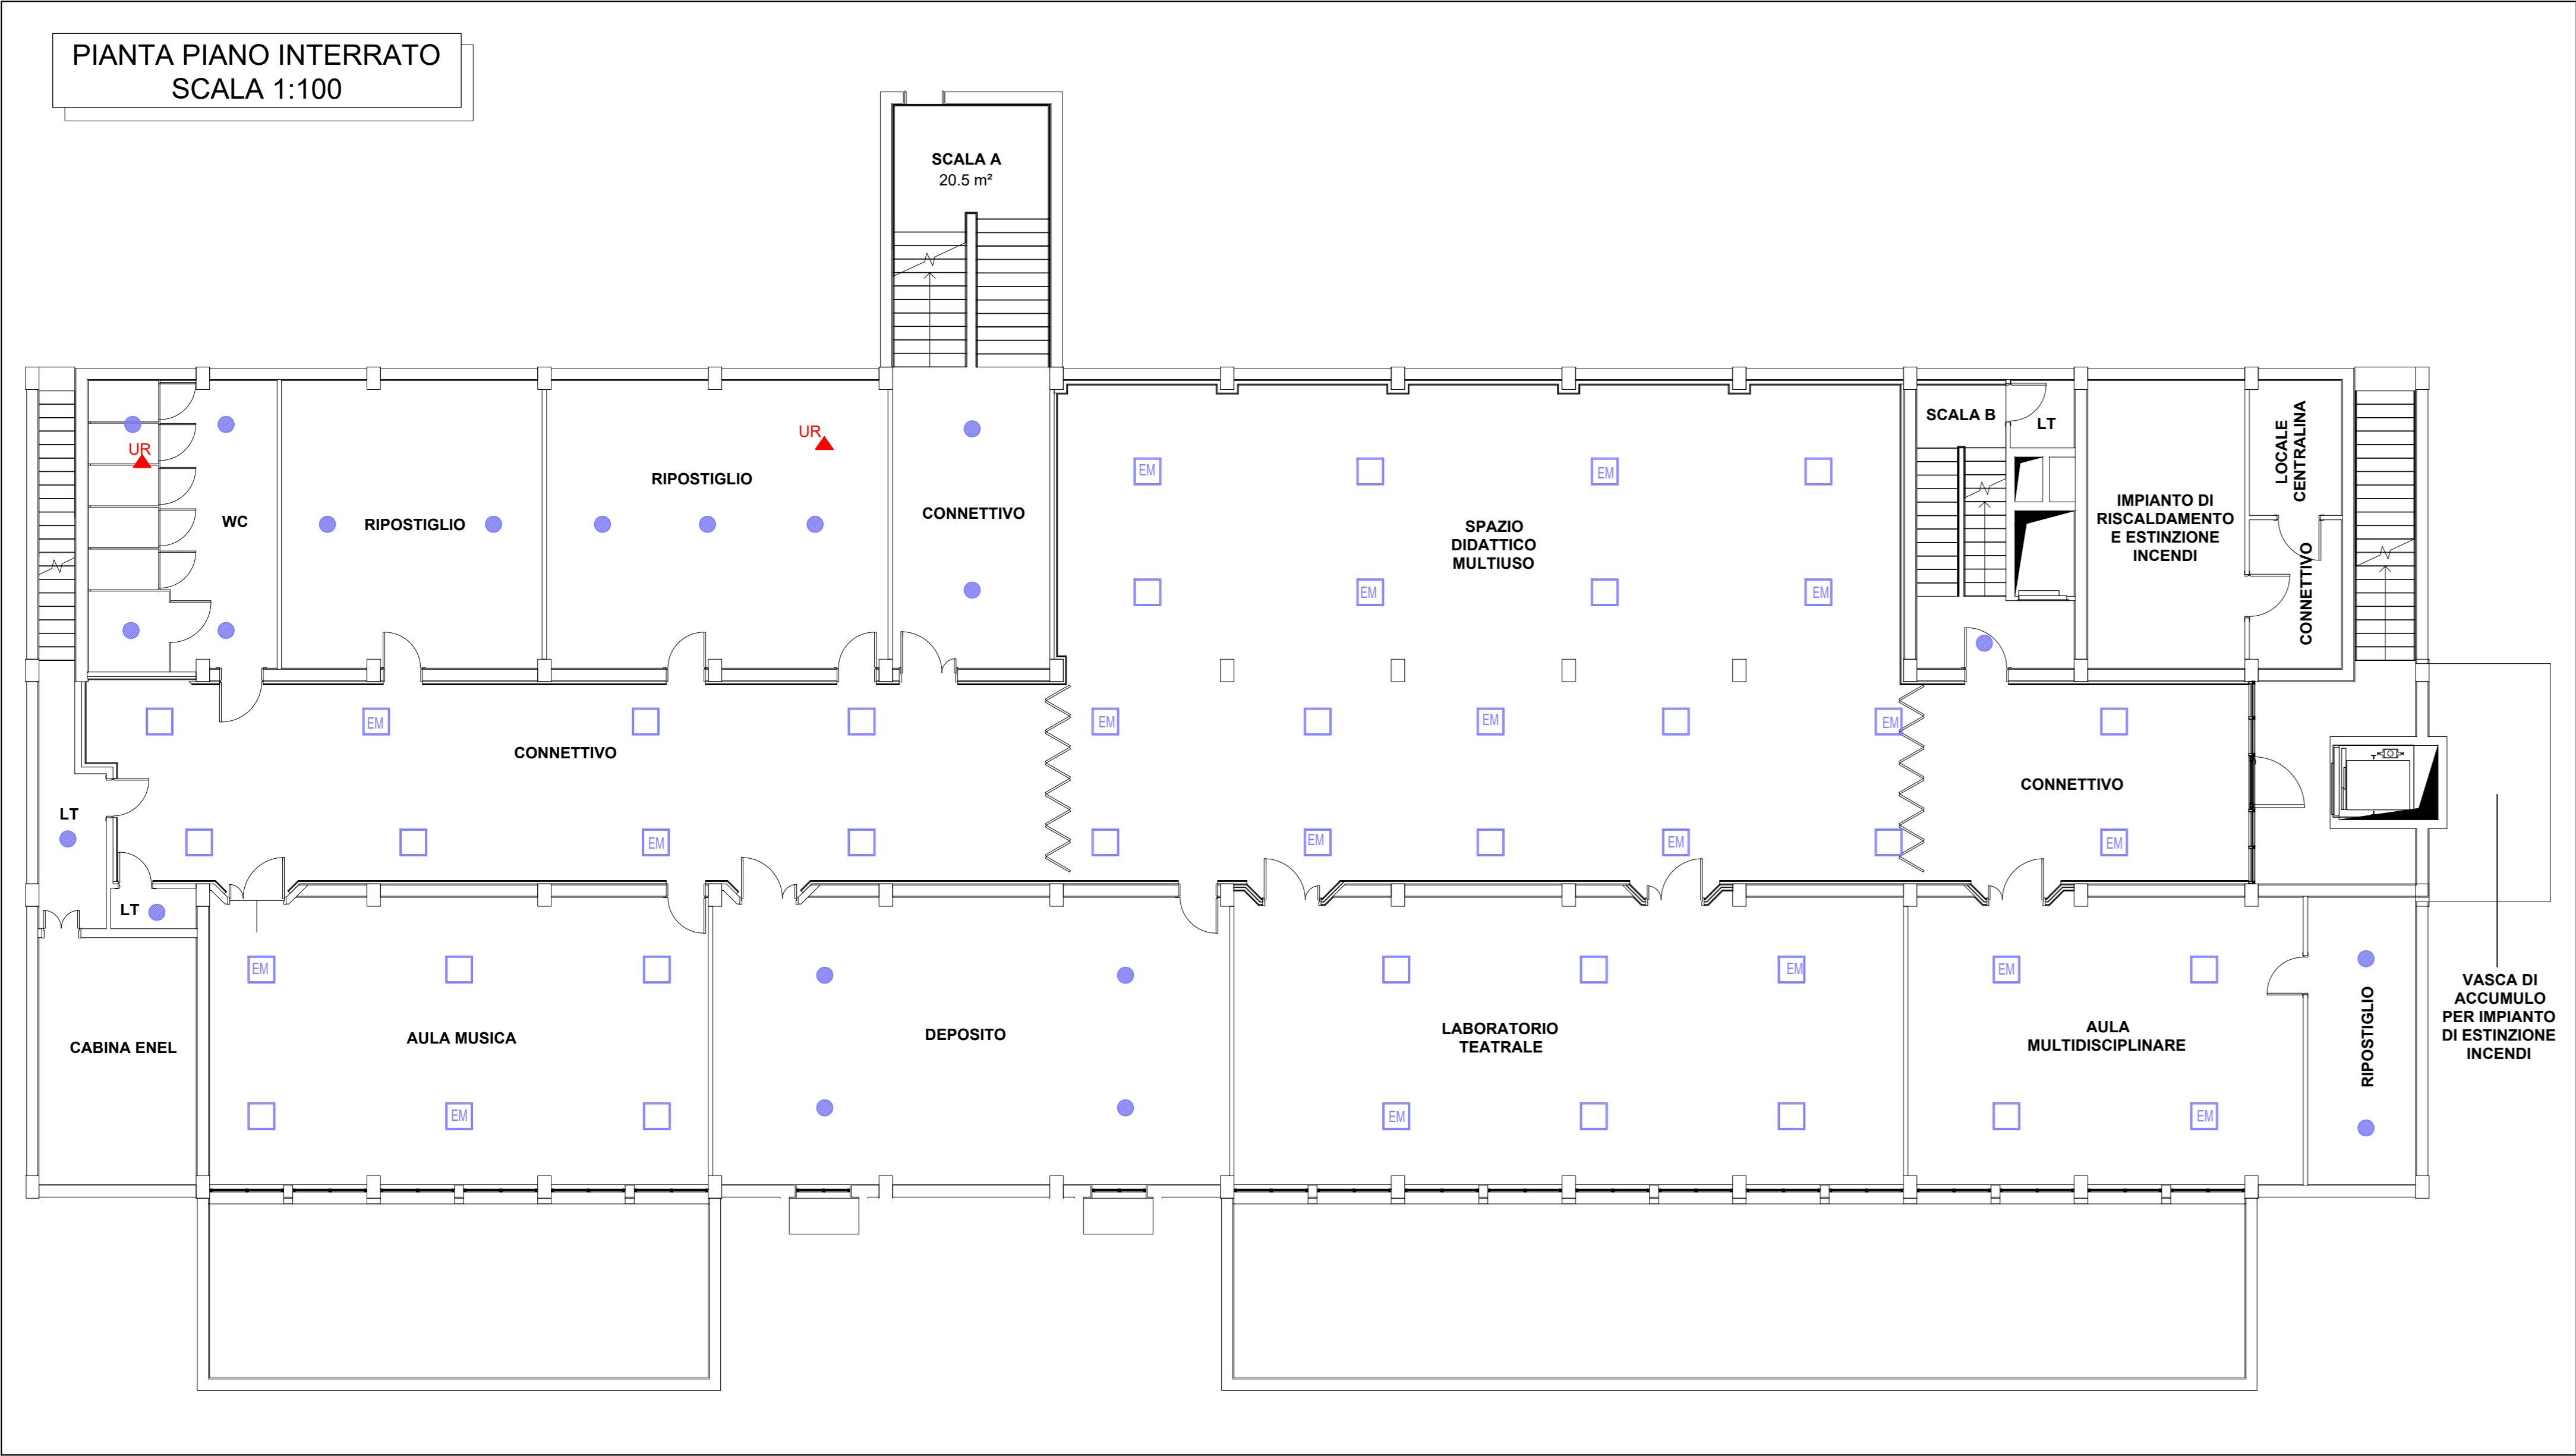 PIANTA PIANO INTERRATO
SCALA 1:100
SCALA A
20.5 m²
UR
UR
WC
RIPOSTIGLIO
RIPOSTIGLIO
CONNETTIVO
EM
EM
SPAZIO
DIDATTICO
MULTIUSO
EM
EM
SCALA B
LT
IMPIANTO DI
RISCALDAMENTO
E ESTINZIONE
INCENDI
LOCALE
CENTRALINA
CONNETTIVO
EM
EM
EM
EM
CONNETTIVO
CONNETTIVO
T
LT
EM
EM
EM
EM
LT
EM
EM
EM
CABINA ENEL
AULA MUSICA
DEPOSITO
LABORATORIO
TEATRALE
AULA
MULTIDISCIPLINARE
RIPOSTIGLIO
VASCA DI
ACCUMULO
PER IMPIANTO
DI ESTINZIONE
INCENDI
EM
EM
EM